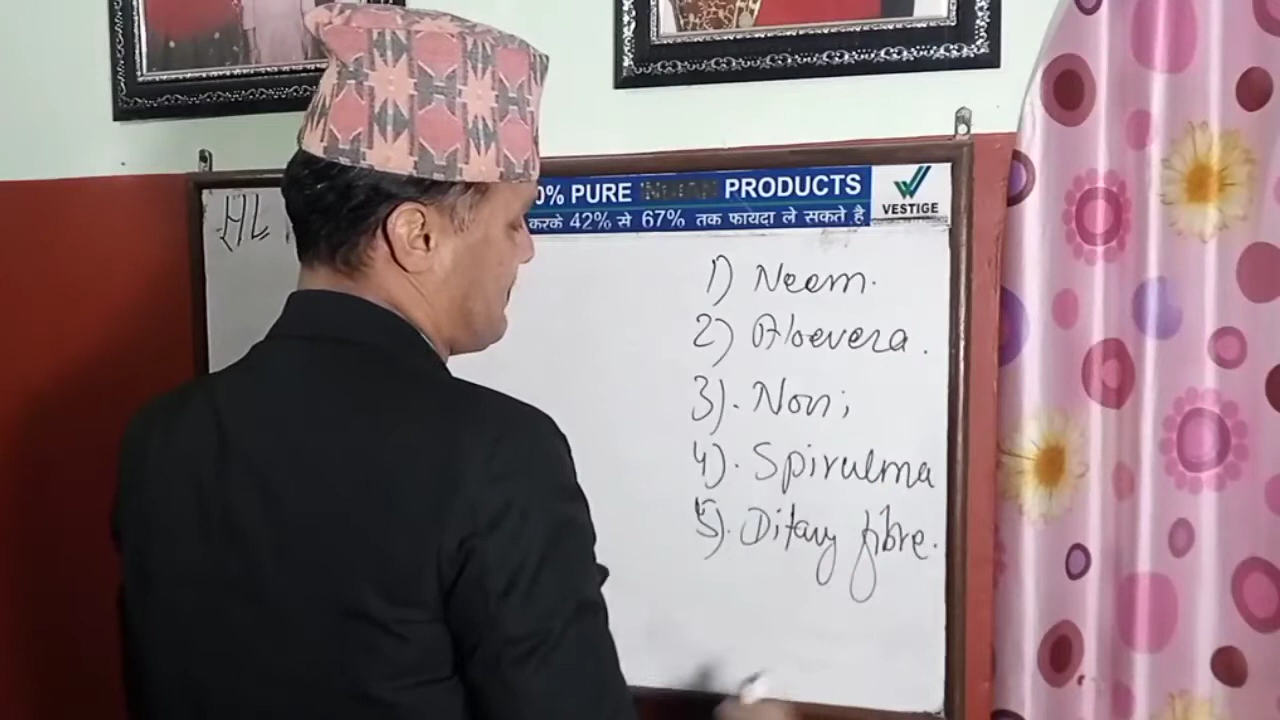 0% PURE PRODUCTS
VESTIGE
करके 42% से 67% तक फायदा ले सकते है
1) Neem.
2) Aloevera.
3). Noni
4). Spirulina
5). Ditary fibre.